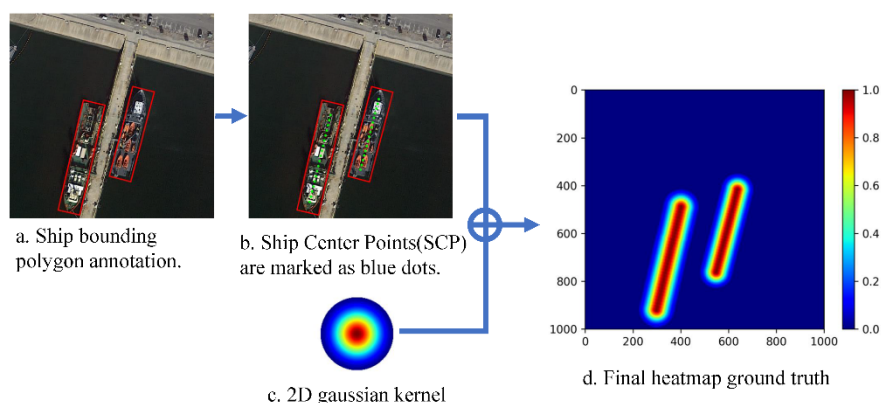 a. Ship bounding
polygon annotation.
b. Ship Center Points(SCP)
are marked as blue dots.
c. 2D gaussian kernel
0
200
400
600
800
1000
0 200 400 600 800 1000
1.0
0.8
0.6
0.4
0.2
0.0
d. Final heatmap ground truth